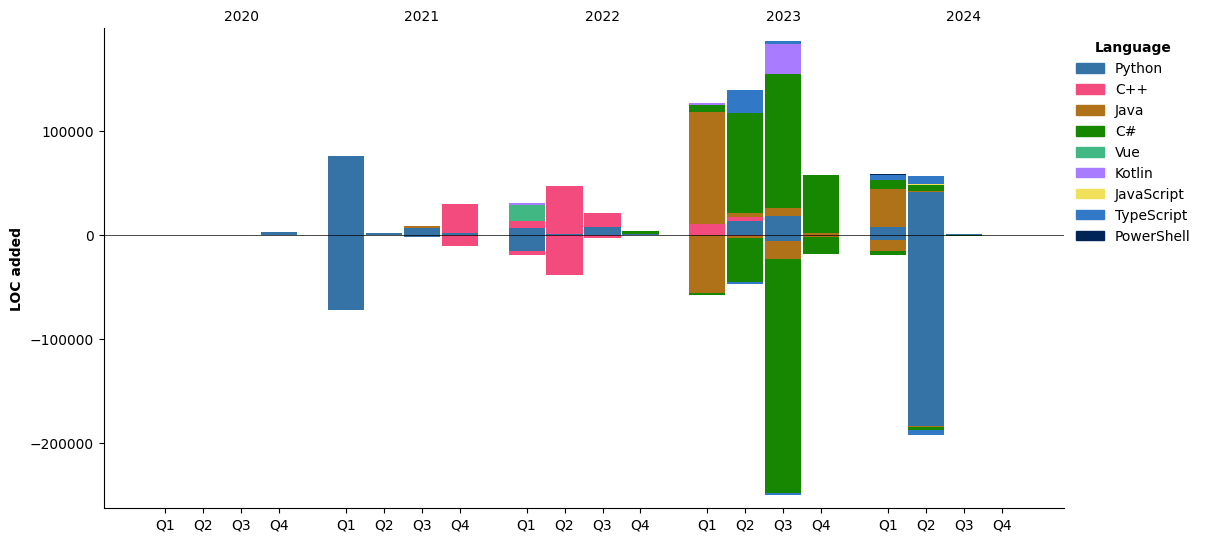 2020 2021 2022 2023 2024
Language
Python
C++
Java
C#
Vue
Kotlin
JavaScript
TypeScript
PowerShell
LOC added
100000
0
−100000
−200000
Q1 Q2 Q3 Q4 Q1 Q2 Q3 Q4 Q1 Q2 Q3 Q4 Q1 Q2 Q3 Q4 Q1 Q2 Q3 Q4